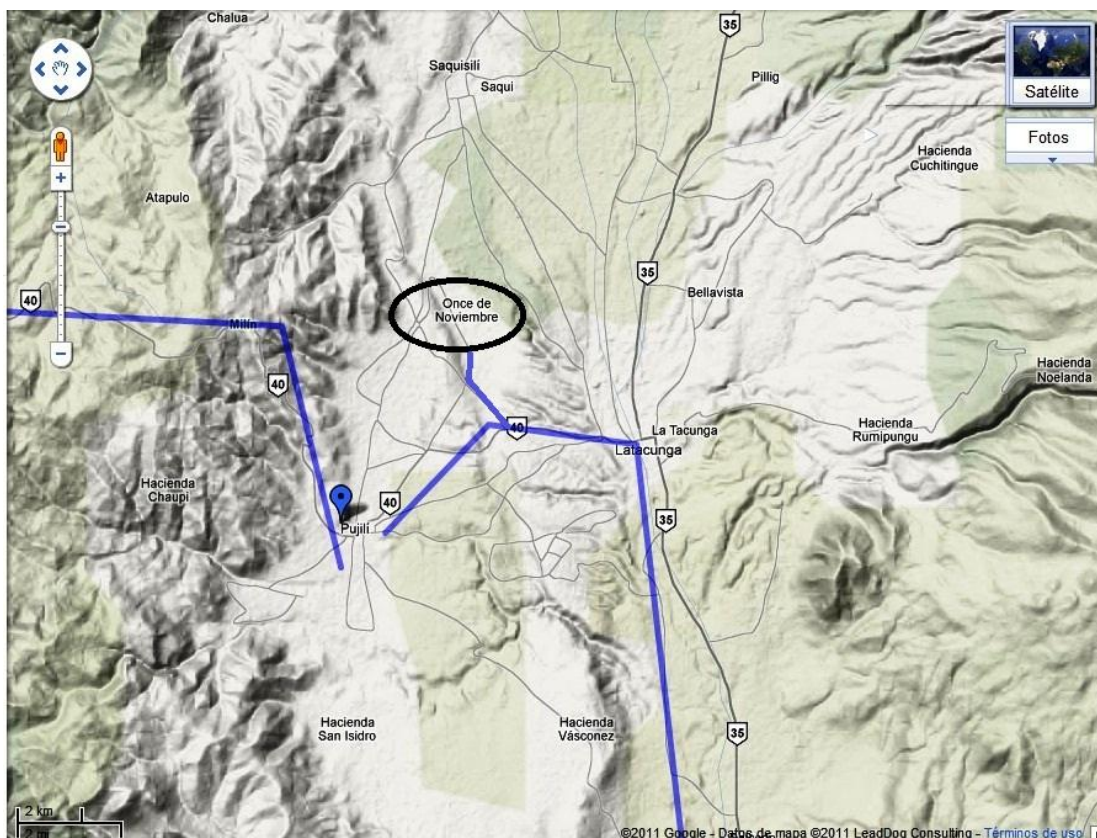 Chalua
35
Saquisilí
Saqui
Pillig
Satélite
Fotos
Hacienda
Cuchitingue
Atapulo
35
Bellavista
40
Once de
Noviembre
Milín
40
Hacienda
Noelanda
40
La Tacunga
Latacunga
Hacienda
Rumipungu
Hacienda
Chaupi
40
Pujilí
35
Hacienda
San Isidro
Hacienda
Vásconez
35
2 km
2 mi
©2011 Google - Datos de mapa ©2011 LeadDog Consulting - Términos de uso